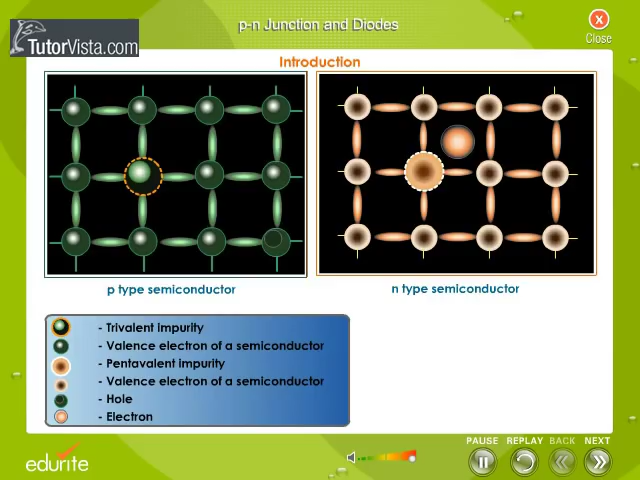 p-n Junction and Diodes
X
Close
TutorVista.com
Introduction
p type semiconductor
n type semiconductor
- Trivalent Impurity
- Valence electron of a semiconductor
- Pentavalent impurity
- Valence electron of a semiconductor
- Hole
- Electron
PAUSE REPLAY BACK NEXT
edurite